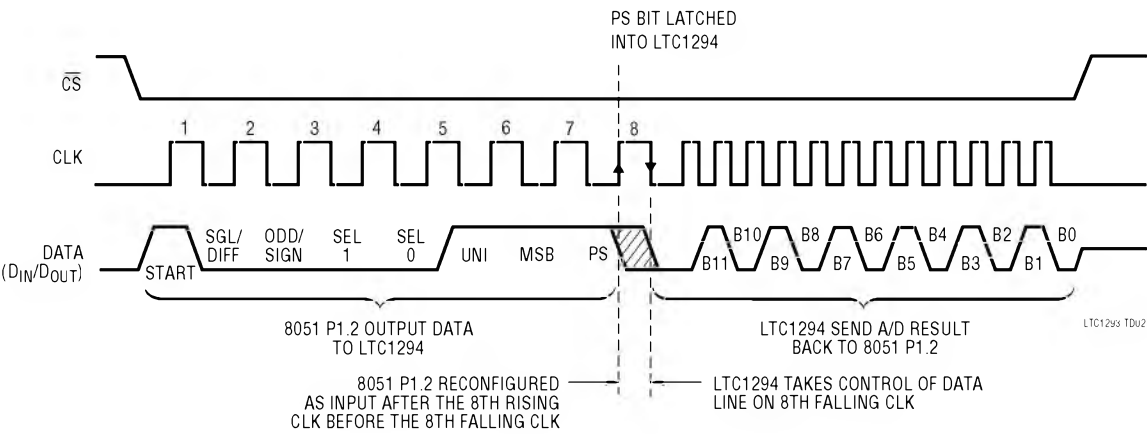 PS BIT LATCHED
INTO LTC1294
CS
1 2 3 4 5 6 7 8
CLK
DATA
(DIN/DOUT)
START
SGL/
DIFF
ODD/
SIGN
SEL
1
SEL
0
UNI
MSB
PS
B11
B10
B9
B8
B7
B6
B5
B4
B3
B2
B1
B0
8051 P1.2 OUTPUT DATA
TO LTC1294
LTC1294 SEND A/D RESULT
BACK TO 8051 P1.2
LTC1293 TD02
8051 P1.2 RECONFIGURED
AS INPUT AFTER THE 8TH RISING
CLK BEFORE THE 8TH FALLING CLK
LTC1294 TAKES CONTROL OF DATA
LINE ON 8TH FALLING CLK